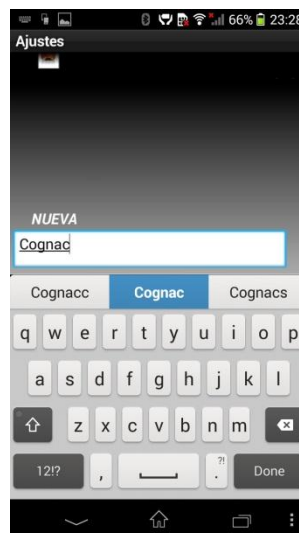 66% 23:28
Ajustes
NUEVA
Cognac
Cognacc Cognac Cognacs
q w e r t y u i o p
a s d f g h j k l
z x c v b n m
12!? , ?! . Done